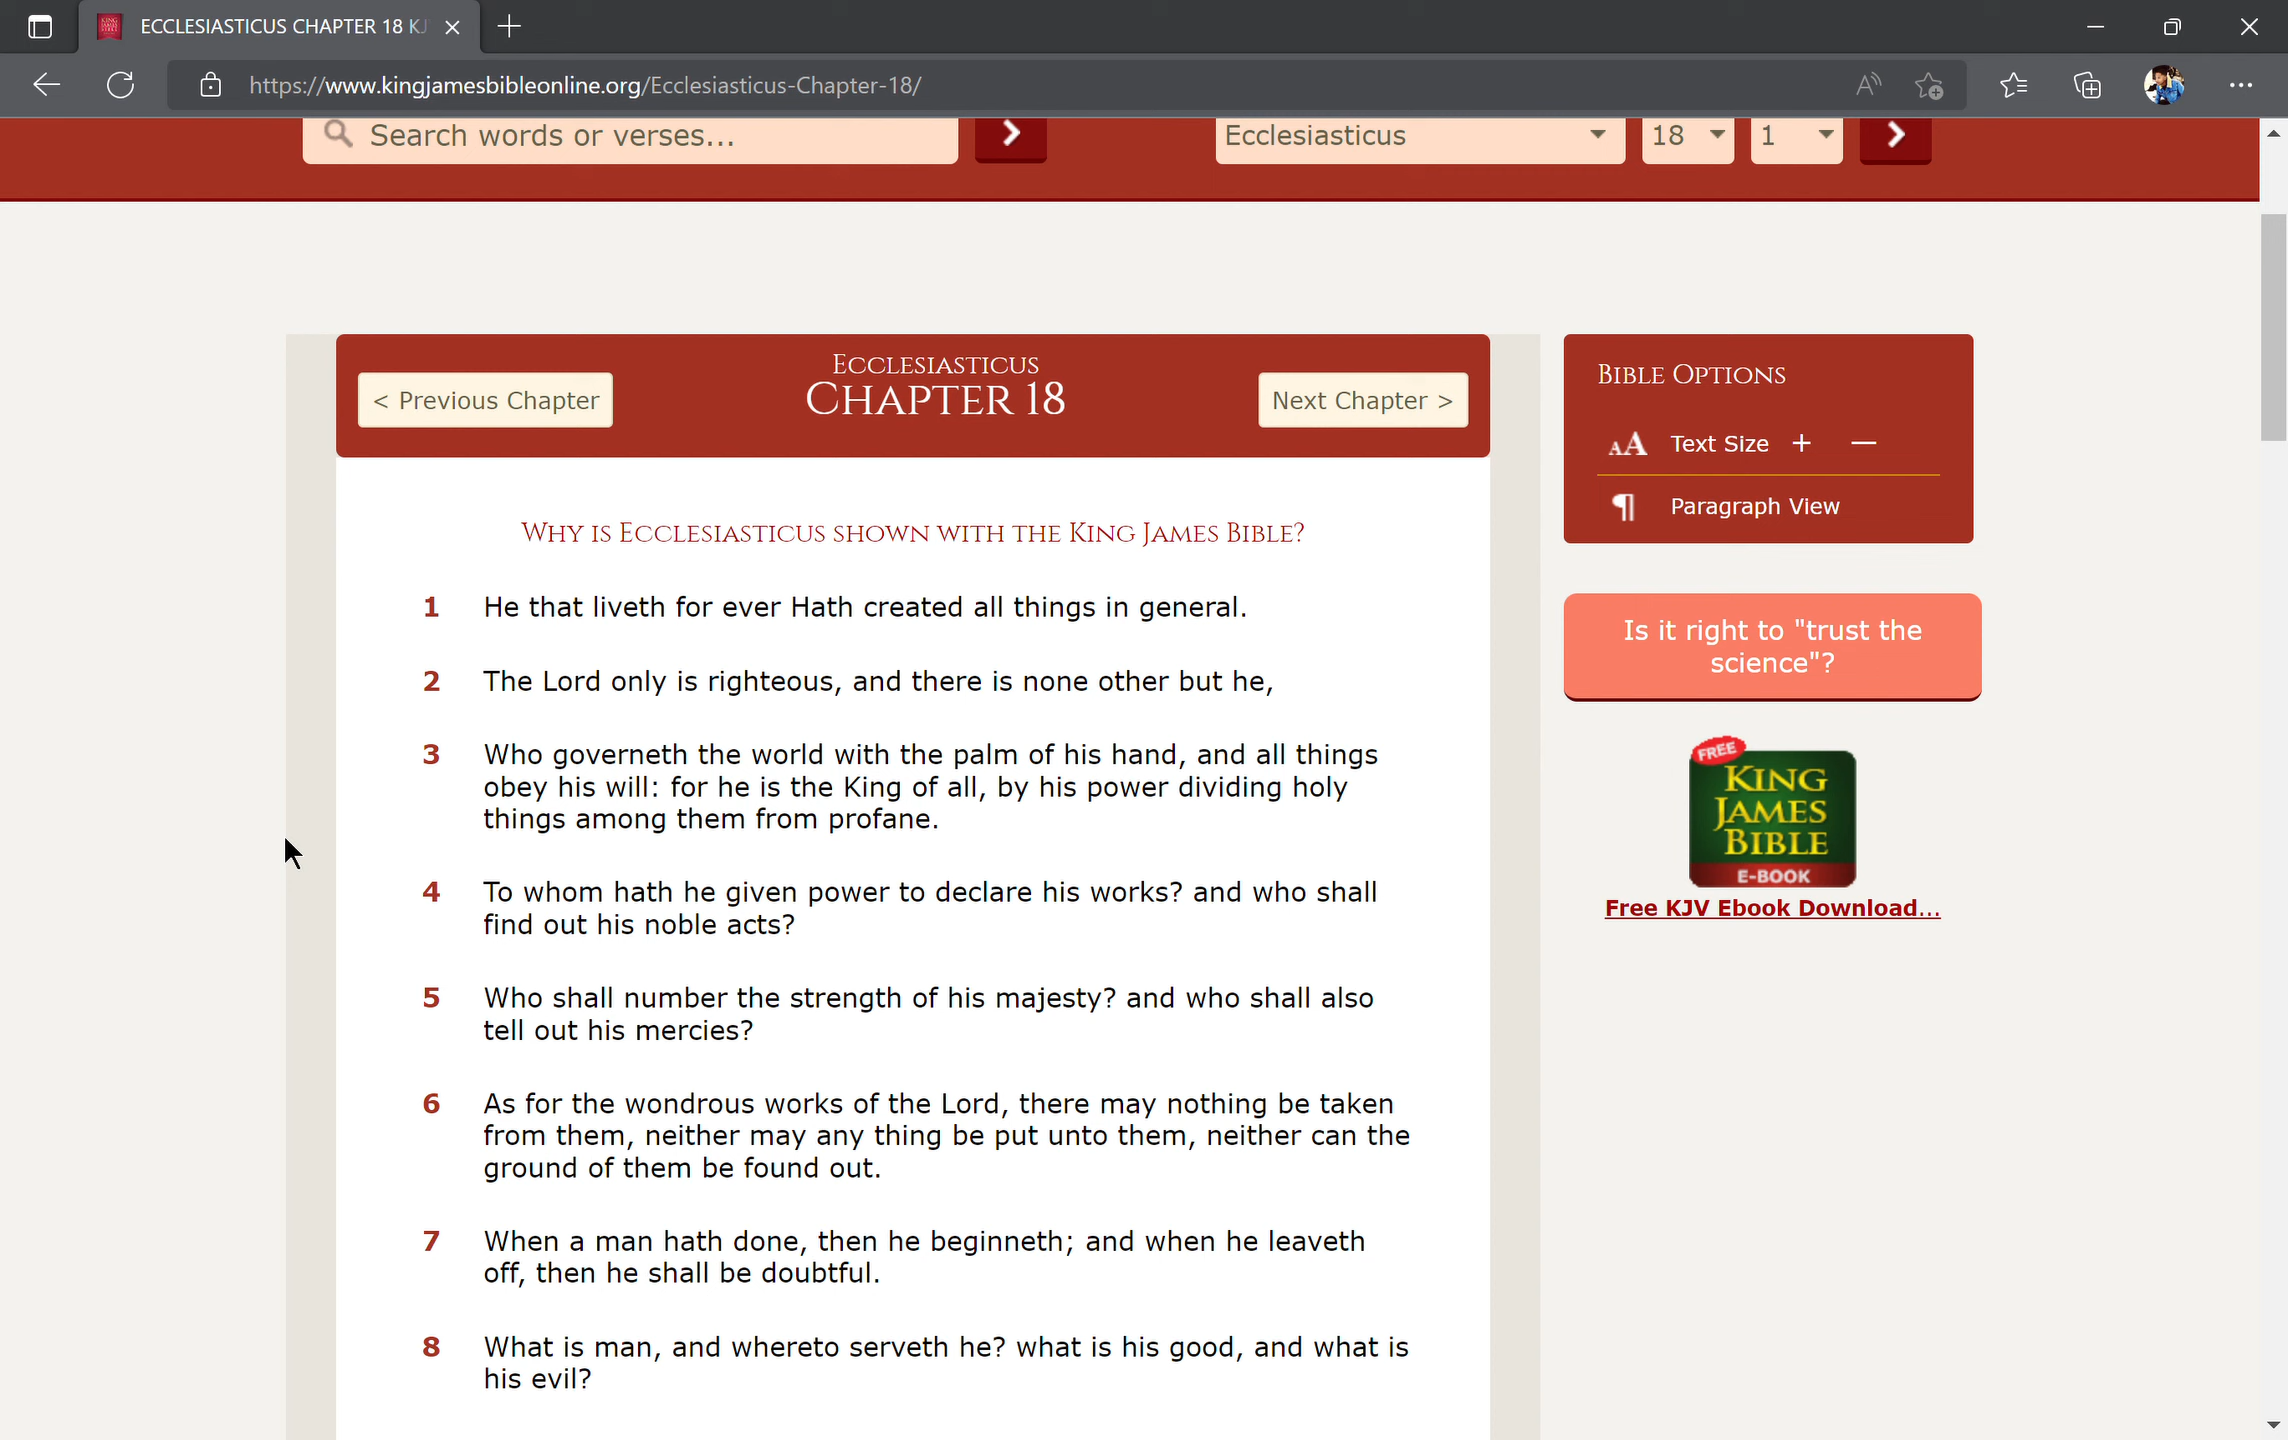 ECCLESIASTICUS CHAPTER 18 KJ
https://www.kingjamesbibleonline.org/Ecclesiasticus-Chapter-18/
Search words or verses...
Ecclesiasticus
18
1
< Previous Chapter
ECCLESIASTICUS
CHAPTER 18
Next Chapter >
WHY IS ECCLESIASTICUS SHOWN WITH THE KING JAMES BIBLE?
1 He that liveth for ever Hath created all things in general.
2 The Lord only is righteous, and there is none other but he,
3 Who governeth the world with the palm of his hand, and all things
obey his will: for he is the King of all, by his power dividing holy
things among them from profane.
4 To whom hath he given power to declare his works? and who shall
find out his noble acts?
5 Who shall number the strength of his majesty? and who shall also
tell out his mercies?
6 As for the wondrous works of the Lord, there may nothing be taken
from them, neither may any thing be put unto them, neither can the
ground of them be found out.
7 When a man hath done, then he beginneth; and when he leaveth
off, then he shall be doubtful.
8 What is man, and whereto serveth he? what is his good, and what is
his evil?
BIBLE OPTIONS
AA Text Size + —
¶ Paragraph View
Is it right to "trust the
science"?
FREE
KING
JAMES
BIBLE
E-BOOK
Free KJV Ebook Download...